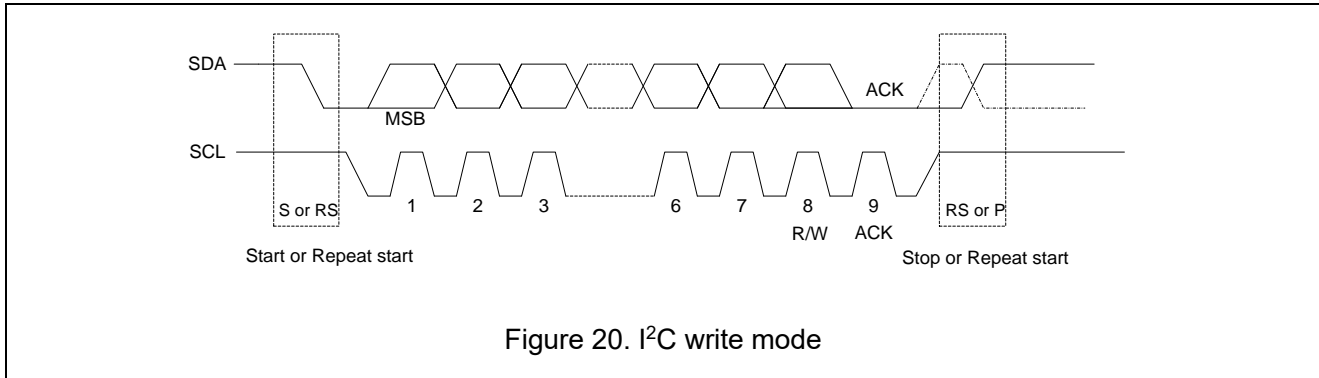 SDA
ACK
MSB
SCL
S or RS
1 2 3 6 7 8 9
RS or P
R/W ACK
Start or Repeat start
Stop or Repeat start
Figure 20. I²C write mode